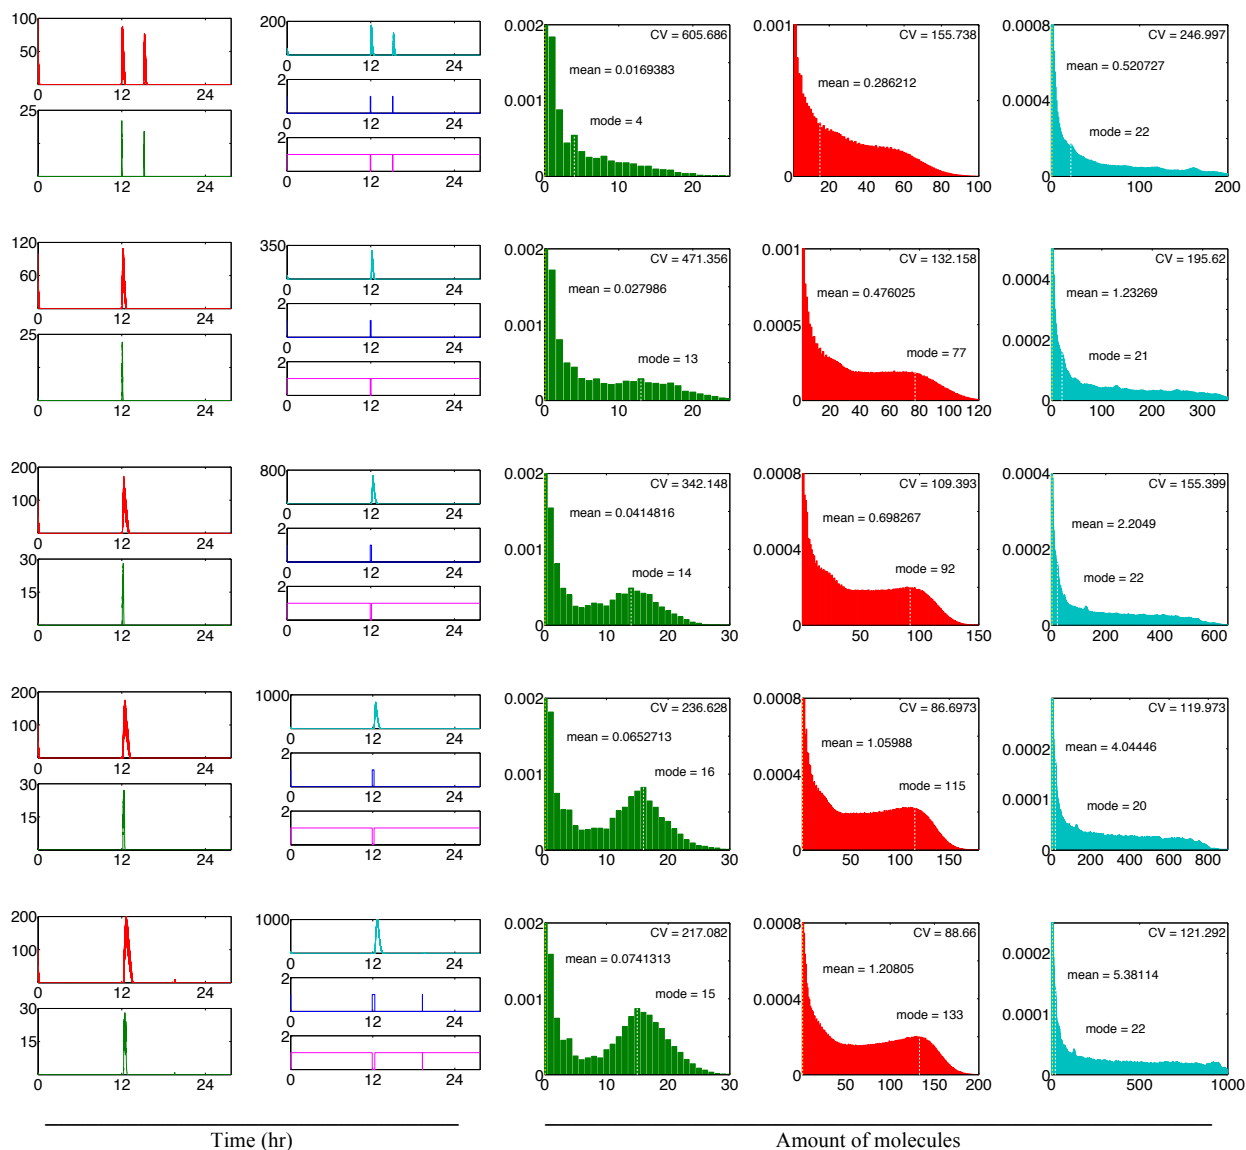 100
50
0
0 12 24
25
0
0 12 24
200
0 12 24
2
0 12 24
2
0 12 24
0.002
0.001
0
10 20
CV = 605.686
mean = 0.0169383
mode = 4
0.001
0
20 40 60 80 100
CV = 155.738
mean = 0.286212
0.0008
0.0004
0
100 200
CV = 246.997
mean = 0.520727
mode = 22
120
60
0 12 24
25
0
0 12 24
350
0 12 24
2
0 12 24
2
0 12 24
0.002
0.001
0
10 20
CV = 471.356
mean = 0.027986
mode = 13
0.001
0.0005
0
20 40 60 80 100 120
CV = 132.158
mean = 0.476025
mode = 77
0.0004
0.0002
0
100 200 300
CV = 195.62
mean = 1.23269
mode = 21
200
100
0
0 12 24
30
15
0 12 24
800
0 12 24
2
0 12 24
2
0 12 24
0.002
0.001
0
0 10 20 30
CV = 342.148
mean = 0.0414816
mode = 14
0.0008
0.0004
0
50 100 150
CV = 109.393
mean = 0.698267
mode = 92
0.0004
0.0002
0
0 200 400 600
CV = 155.399
mean = 2.2049
mode = 22
200
100
0
0 12 24
30
15
0 12 24
1000
0 12 24
2
0 12 24
2
0 12 24
0.002
0.001
0
0 10 20 30
CV = 236.628
mean = 0.0652713
mode = 16
0.0008
0.0004
0
50 100 150
CV = 86.6973
mean = 1.05988
mode = 115
0.0002
0.0001
0
0 200 400 600 800
CV = 119.973
mean = 4.04446
mode = 20
200
100
0 12 24
30
15
0 12 24
1000
0 12 24
2
0 12 24
2
0 12 24
0.002
0.001
0
0 10 20 30
CV = 217.082
mean = 0.0741313
mode = 15
0.0008
0.0004
0
0 50 100 150 200
CV = 88.66
mean = 1.20805
mode = 133
0.0002
0.0001
0
0 500 1000
CV = 121.292
mean = 5.38114
mode = 22
Time (hr)
Amount of molecules